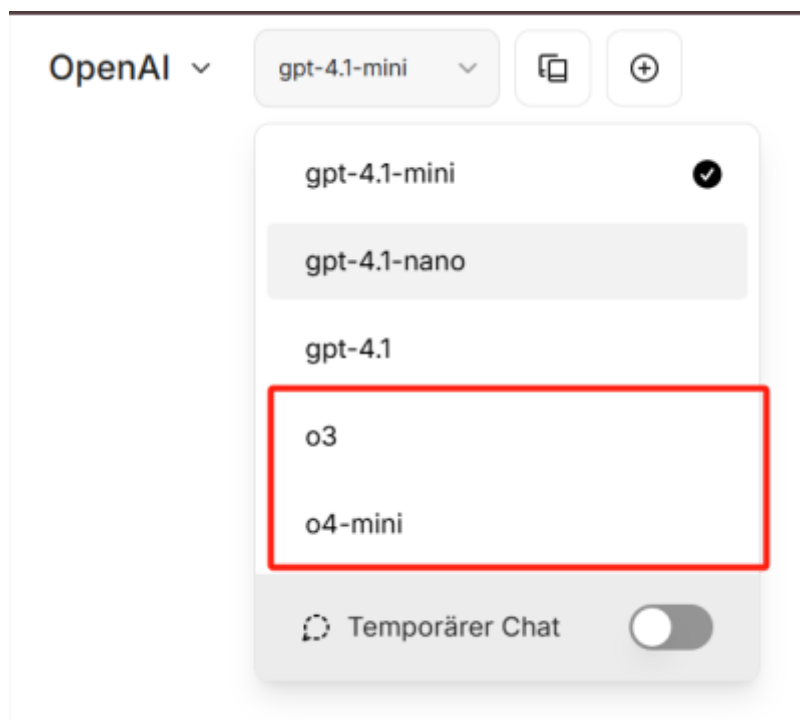 OpenAI
gpt-4.1-mini
gpt-4.1-mini
gpt-4.1-nano
gpt-4.1
o3
o4-mini
Temporärer Chat